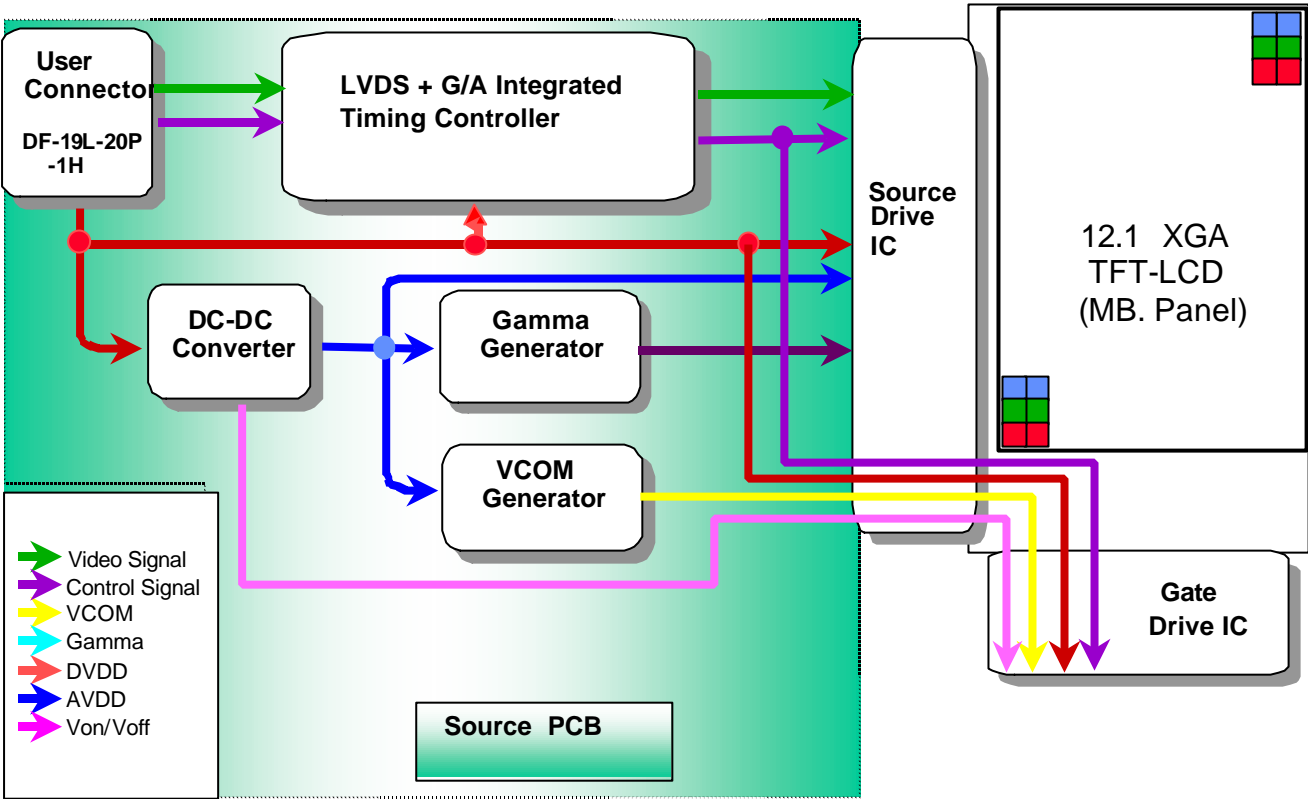 User
Connector
DF-19L-20P
-1H
LVDS + G/A Integrated
Timing Controller
Source
Drive
IC
12.1 XGA
TFT-LCD
(MB. Panel)
DC-DC
Converter
Gamma
Generator
VCOM
Generator
Video Signal
Control Signal
VCOM
Gamma
DVDD
AVDD
Von/Voff
Source PCB
Gate
Drive IC